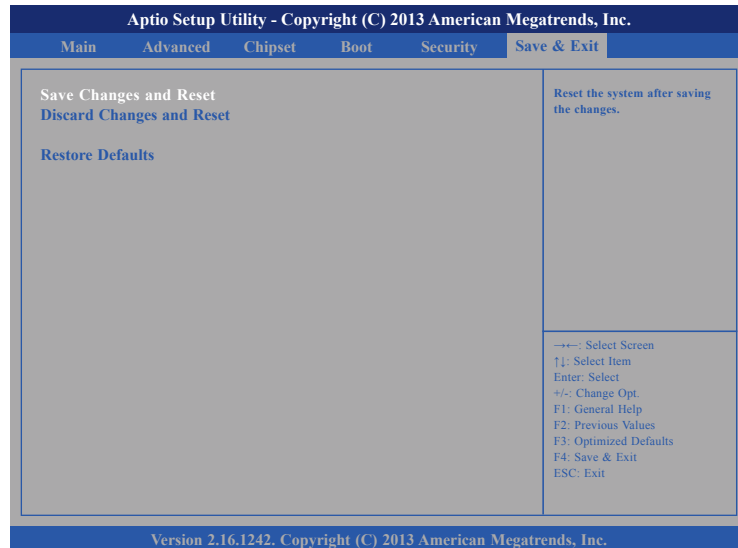 Aptio Setup Utility - Copyright (C) 2013 American Megatrends, Inc.
Main Advanced Chipset Boot Security Save & Exit
Save Changes and Reset
Discard Changes and Reset
Restore Defaults
Reset the system after saving
the changes.
→←: Select Screen
↑↓: Select Item
Enter: Select
+/-: Change Opt.
F1: General Help
F2: Previous Values
F3: Optimized Defaults
F4: Save & Exit
ESC: Exit
Version 2.16.1242. Copyright (C) 2013 American Megatrends, Inc.